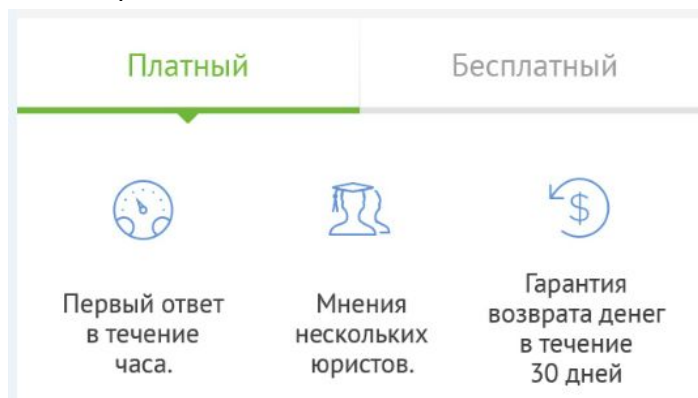 Платный
Бесплатный
Первый ответ
в течение
часа.
Мнения
нескольких
юристов.
$
Гарантия
возврата денег
в течение
30 дней